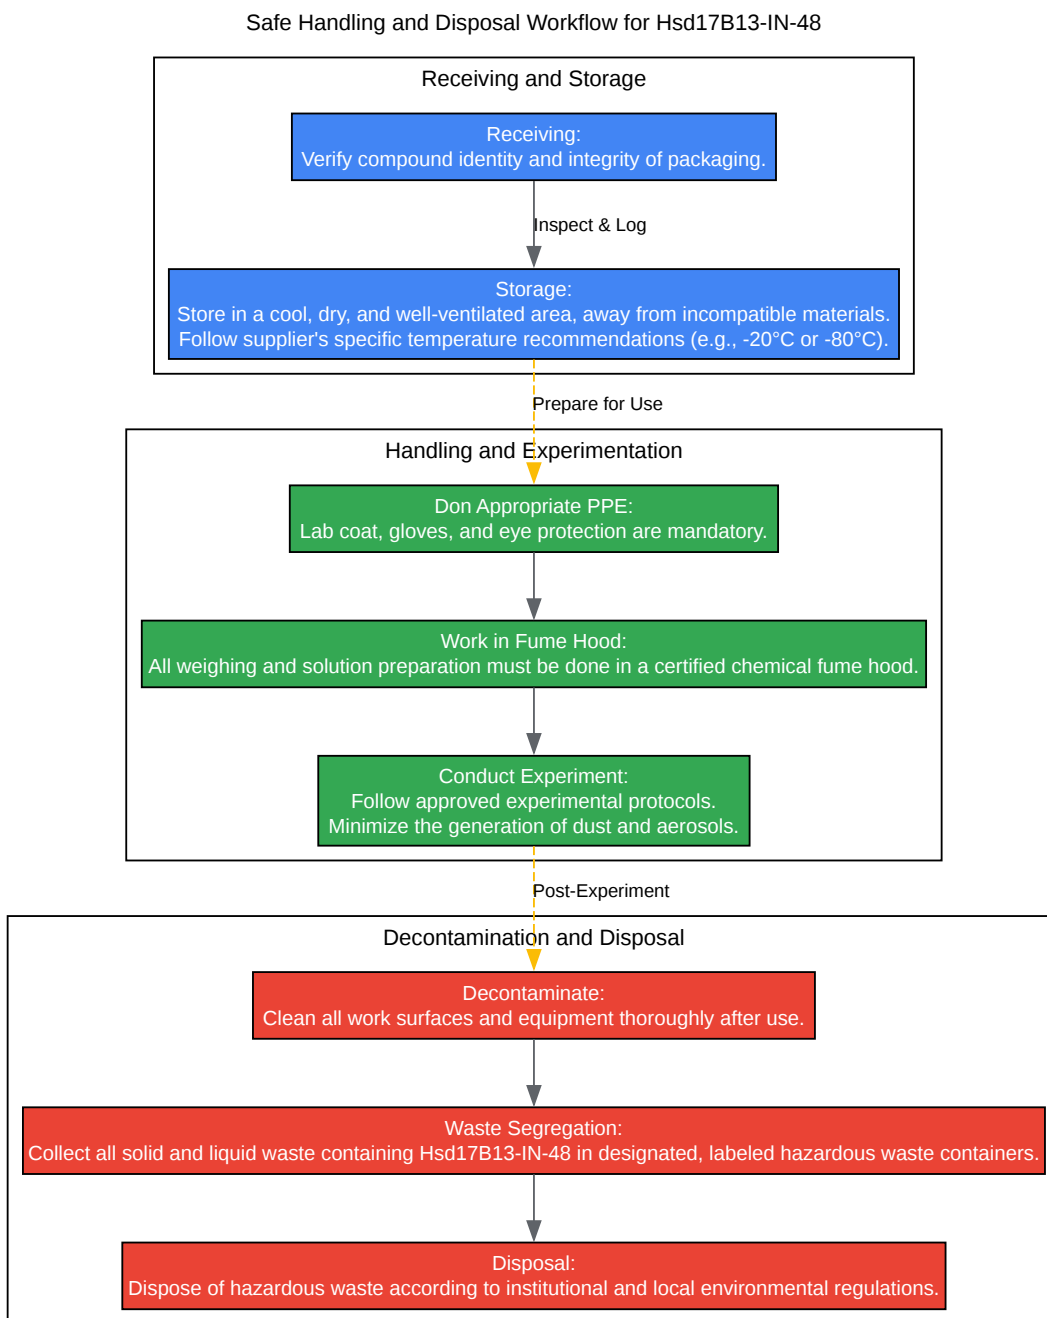 Safe Handling and Disposal Workflow for Hsd17B13-IN-48
Receiving and Storage
Receiving:
Verify compound identity and integrity of packaging.
Inspect & Log
Storage:
Store in a cool, dry, and well-ventilated area, away from incompatible materials.
Follow supplier's specific temperature recommendations (e.g., -20°C or -80°C).
Prepare for Use
Handling and Experimentation
Don Appropriate PPE:
Lab coat, gloves, and eye protection are mandatory.
Work in Fume Hood:
All weighing and solution preparation must be done in a certified chemical fume hood.
Conduct Experiment:
Follow approved experimental protocols.
Minimize the generation of dust and aerosols.
Post-Experiment
Decontamination and Disposal
Decontaminate:
Clean all work surfaces and equipment thoroughly after use.
Waste Segregation:
Collect all solid and liquid waste containing Hsd17B13-IN-48 in designated, labeled hazardous waste containers.
Disposal:
Dispose of hazardous waste according to institutional and local environmental regulations.